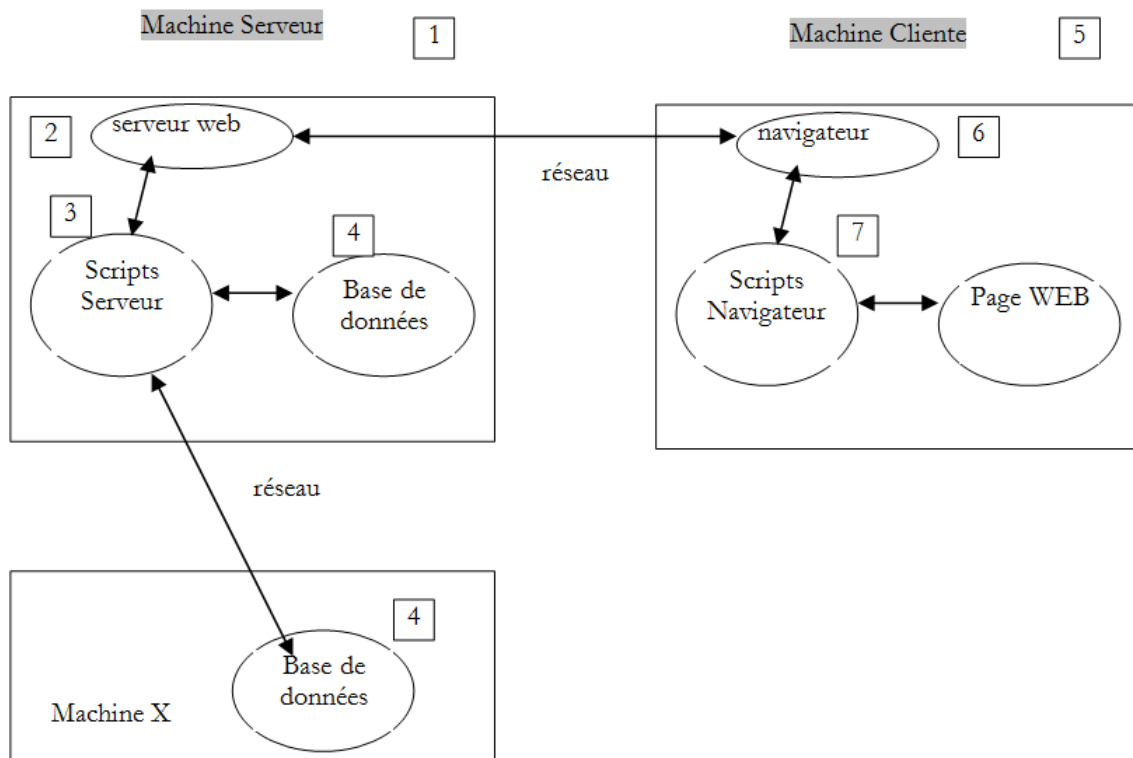 Machine Serveur
1
Machine Cliente
5
2
serveur web
navigateur
6
réseau
3
4
7
Scripts
Serveur
Base de
données
Scripts
Navigateur
Page WEB
réseau
4
Base de
données
Machine X